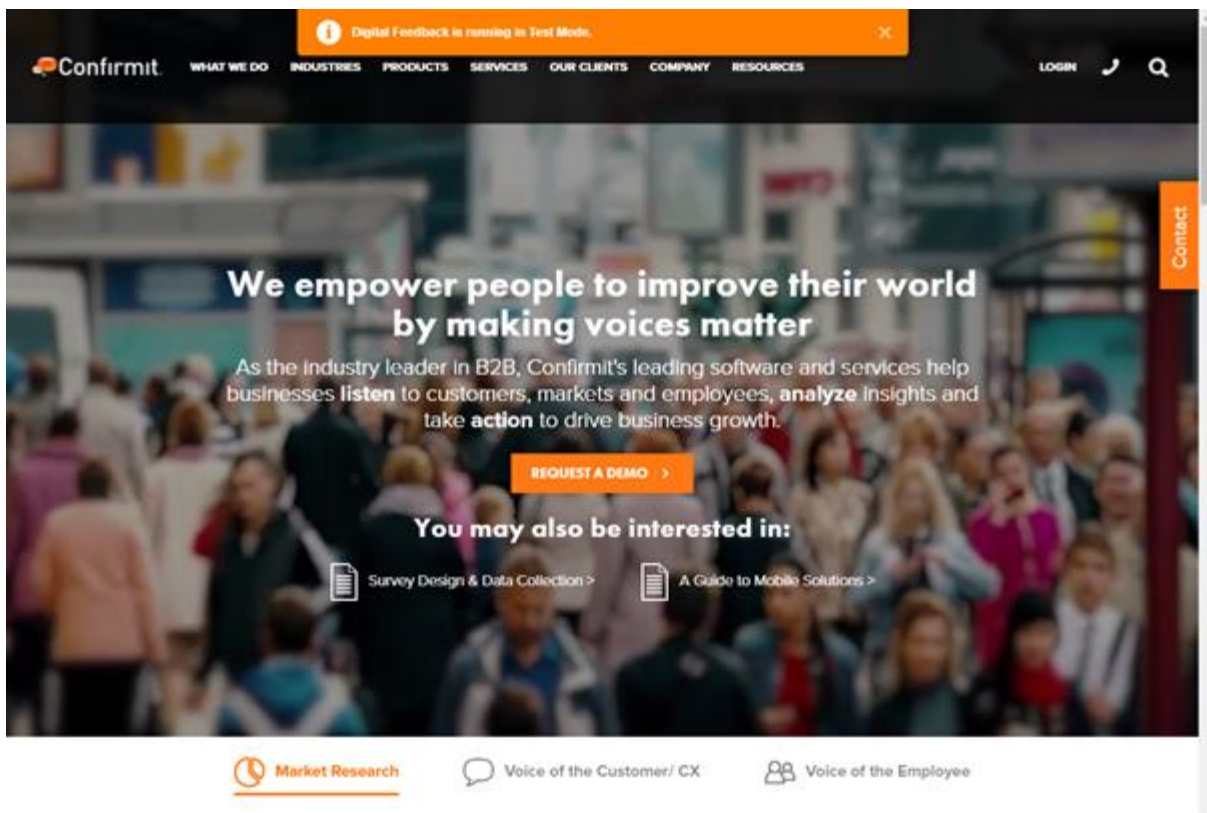 Digital Feedback is running in Test Mode.
Confirmit.
WHAT WE DO
INDUSTRIES
PRODUCTS
SERVICES
OUR CLIENTS
COMPANY
RESOURCES
LOGIN
Contact
We empower people to improve their world
by making voices matter
As the industry leader in B2B, Confirmit's leading software and services help
businesses listen to customers, markets and employees, analyze insights and
take action to drive business growth.
REQUEST A DEMO >
You may also be interested in:
Survey Design & Data Collection >
A Guide to Mobile Solutions >
Market Research
Voice of the Customer/ CX
Voice of the Employee